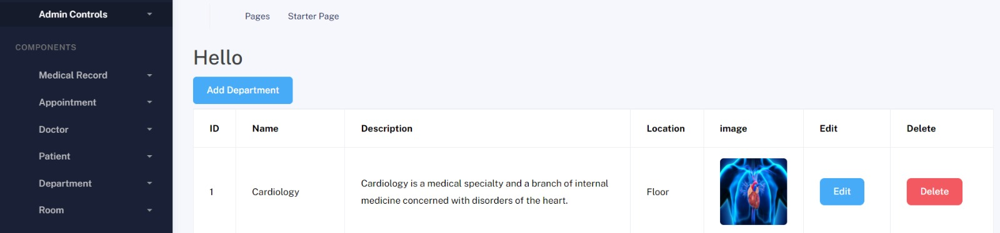 Admin Controls
COMPONENTS
Medical Record
Appointment
Doctor
Patient
Department
Room
Pages Starter Page
Hello
Add Department
ID Name Description Location image Edit Delete
1 Cardiology Cardiology is a medical specialty and a branch of internal
medicine concerned with disorders of the heart. Floor Edit Delete